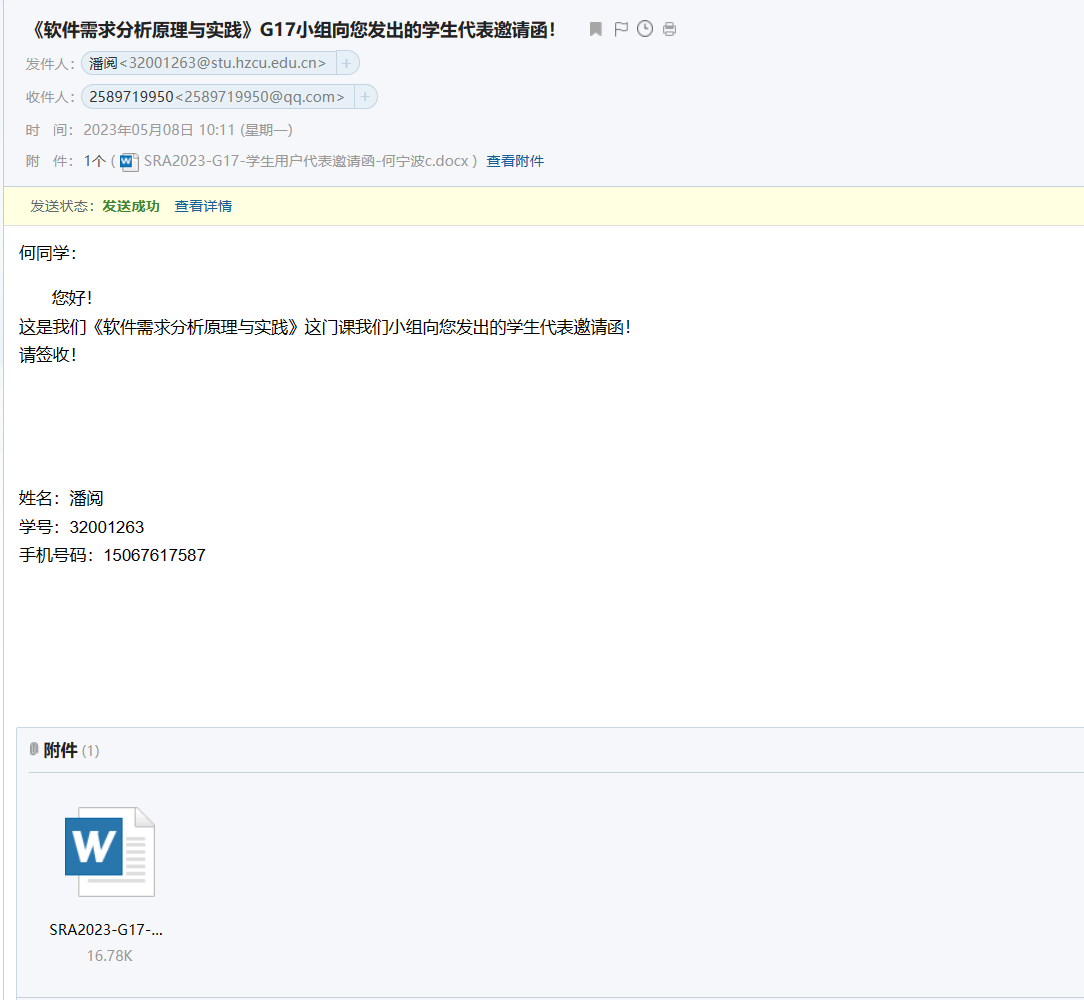 《软件需求分析原理与实践》G17小组向您发出的学生代表邀请函！
发件人：潘阅<32001263@stu.hzcu.edu.cn> +
收件人：2589719950<2589719950@qq.com> +
时 间：2023年05月08日 10:11 (星期一)
附 件：1个 ( SRA2023-G17-学生用户代表邀请函-何宁波c.docx ) 查看附件
发送状态：发送成功 查看详情
何同学：
您好！
这是我们《软件需求分析原理与实践》这门课我们小组向您发出的学生代表邀请函！
请签收！
姓名：潘阅
学号：32001263
手机号码：15067617587
附件 (1)
W
SRA2023-G17-...
16.78K